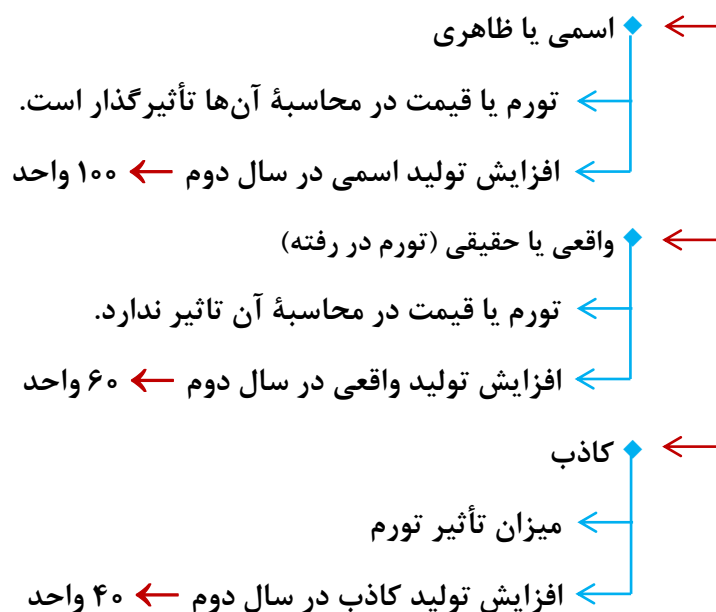 اسمی یا ظاهری
تورم یا قیمت در محاسبهٔ آن‌ها تأثیرگذار است.
افزایش تولید اسمی در سال دوم ← ۱۰۰ واحد
واقعی یا حقیقی (تورم در رفته)
تورم یا قیمت در محاسبهٔ آن تاثیر ندارد.
افزایش تولید واقعی در سال دوم ← ۶۰ واحد
کاذب
میزان تأثیر تورم
افزایش تولید کاذب در سال دوم ← ۴۰ واحد